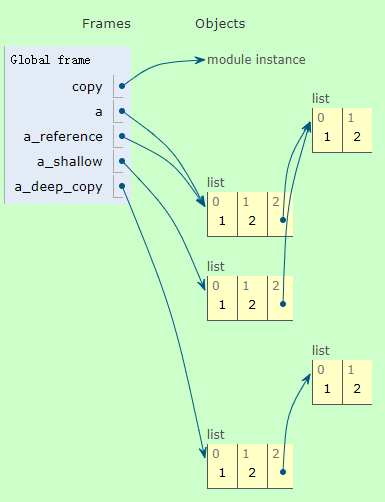 Frames Objects
Global frame
copy
module instance
a
a_reference
a_shallow
a_deep_copy
list
0 1
1 2
list
0 1 2
1 2
list
0 1 2
1 2
list
0 1
1 2
list
0 1 2
1 2